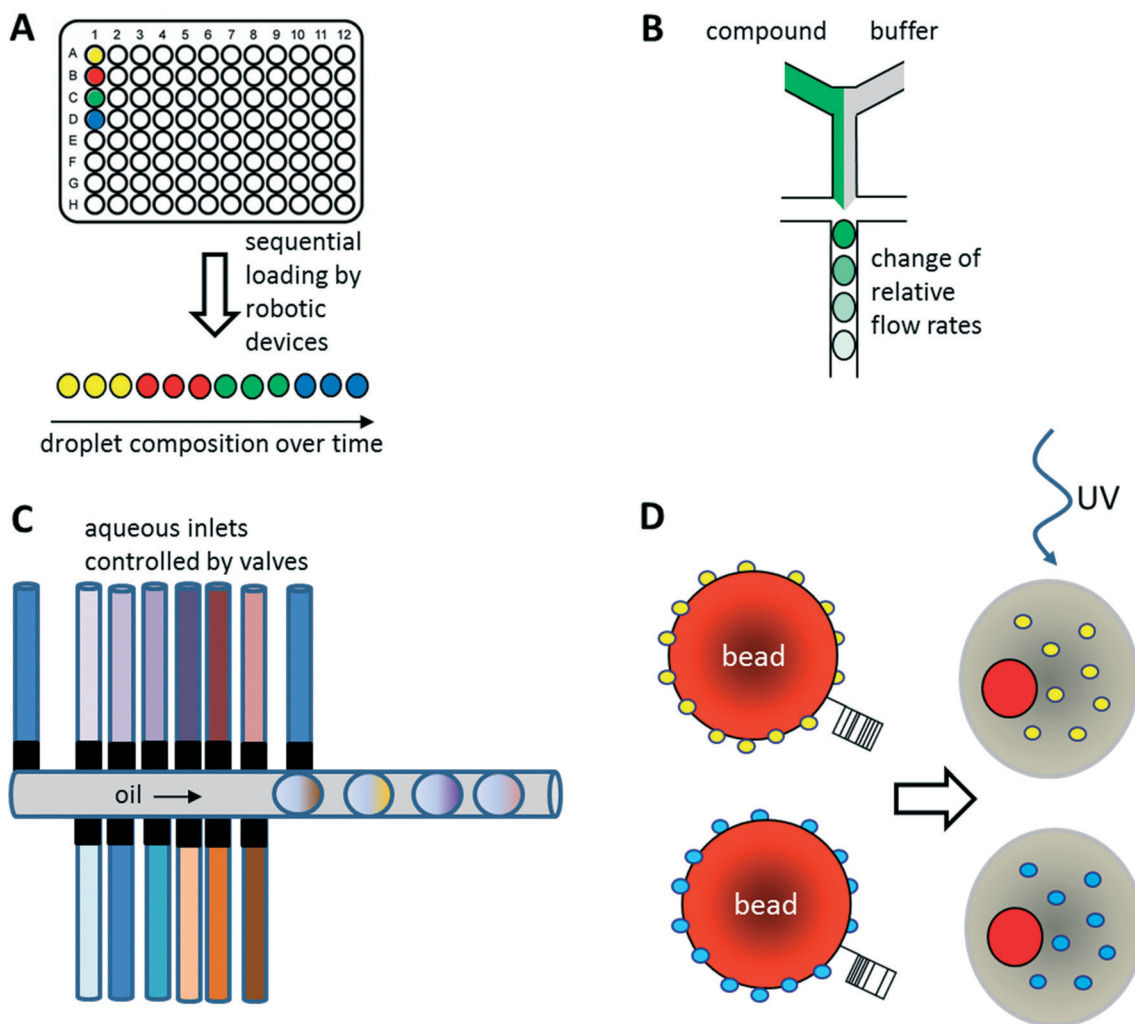 A
1 2 3 4 5 6 7 8 9 10 11 12
A
B
C
D
E
F
G
H
sequential
loading by
robotic
devices
droplet composition over time
B
compound buffer
change of
relative
flow rates
C
aqueous inlets
controlled by valves
oil
D
UV
bead
bead